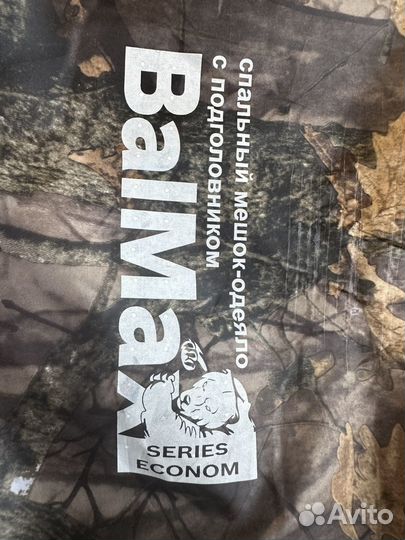 спальный мешок-одеяло
с подголовником
BalMax
SERIES
ECONOM
Avito